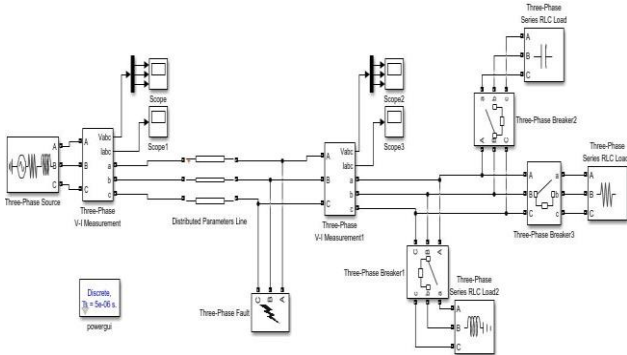 Three-Phase
Series RLC Load
A
B
C
Scope
Scope1
Scope2
Scope3
Vabc
Iabc
a
b
c
A
B
C
Three-Phase Source
Three-Phase
V-I Measurement
Distributed Parameters Line
Vabc
Iabc
a
b
c
A
B
C
Three-Phase
V-I Measurement1
a
b
c
A
B
C
Three-Phase Breaker2
A
B
C
a
b
c
Three-Phase Breaker3
Three-Phase
Series RLC Load1
A
B
C
Three-Phase Breaker1
C
B
A
c
b
a
Three-Phase
Series RLC Load2
A
B
C
Three-Phase Fault
C
B
A
Discrete,
= 5e-06 s.
powergui